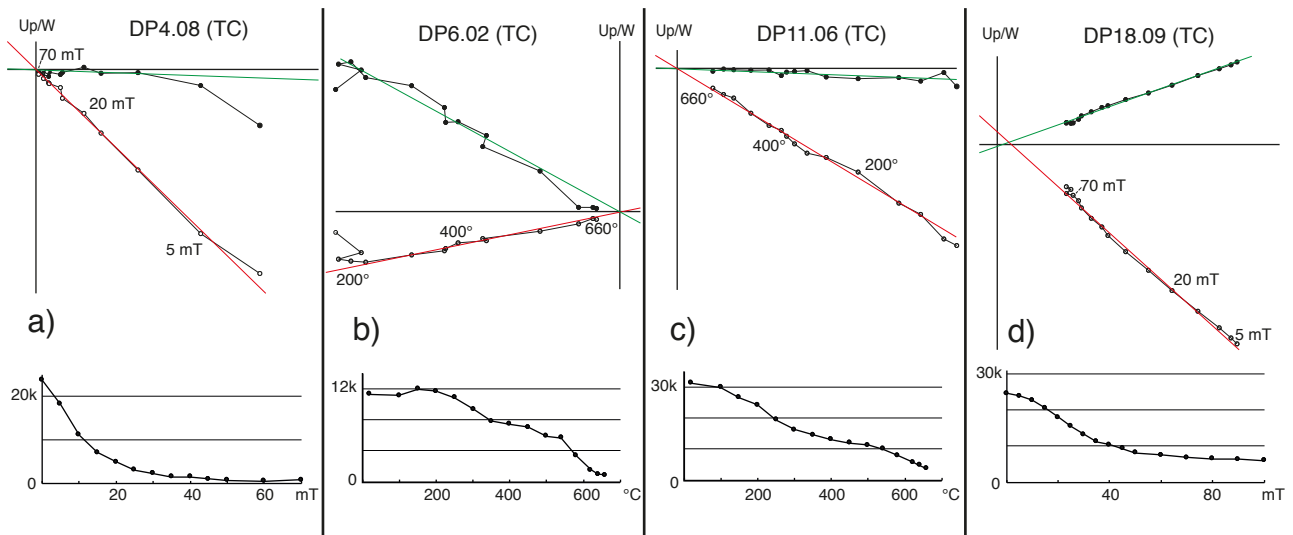 DP4.08 (TC)
70 mT
20 mT
5 mT
Up/W
a)
20k
0
20
40
60
mT
DP6.02 (TC)
Up/W
400°
660°
200°
b)
12k
0
200
400
600
°C
DP11.06 (TC)
Up/W
660°
400°
200°
c)
30k
0
200
400
600
°C
DP18.09 (TC)
Up/W
70 mT
20 mT
5 mT
d)
30k
0
40
80
mT